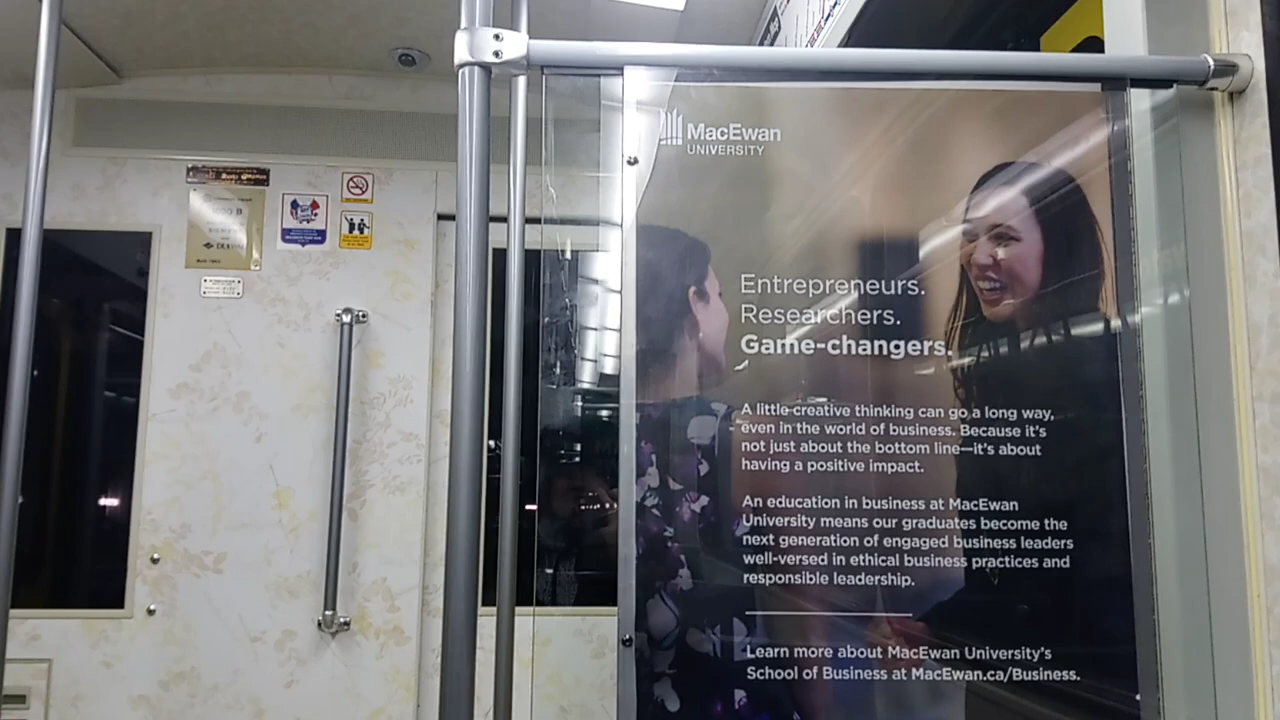 MacEwan
UNIVERSITY
Entrepreneurs.
Researchers.
Game-changers.
A little creative thinking can go a long way,
even in the world of business. Because it's
not just about the bottom line—it's about
having a positive impact.
An education in business at MacEwan
University means our graduates become the
next generation of engaged business leaders
well-versed in ethical business practices and
responsible leadership.
Learn more about MacEwan University's
School of Business at MacEwan.ca/Business.